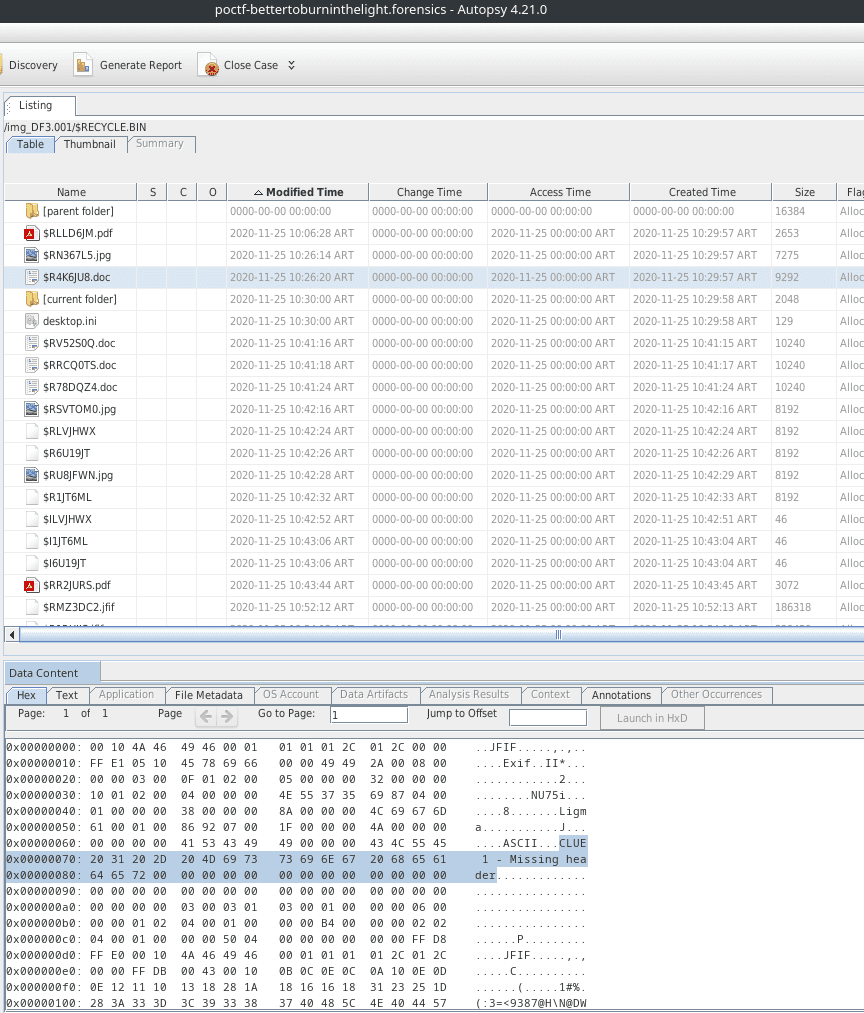 poctf-bettertoburninthelight.forensics - Autopsy 4.21.0
Discovery Generate Report Close Case
Listing
/img_DF3.001/$RECYCLE.BIN
Table Thumbnail Summary
Name S C O Modified Time Change Time Access Time Created Time Size Flag
[parent folder] 0000-00-00 00:00:00 0000-00-00 00:00:00 0000-00-00 00:00:00 0000-00-00 00:00:00 16384 Alloc
$RLLD6JM.pdf 2020-11-25 10:06:28 ART 0000-00-00 00:00:00 2020-11-25 00:00:00 ART 2020-11-25 10:29:57 ART 2653 Alloc
$RN367L5.jpg 2020-11-25 10:26:14 ART 0000-00-00 00:00:00 2020-11-25 00:00:00 ART 2020-11-25 10:29:57 ART 7275 Alloc
$R4K6JU8.doc 2020-11-25 10:26:20 ART 0000-00-00 00:00:00 2020-11-25 00:00:00 ART 2020-11-25 10:29:57 ART 9292 Alloc
[current folder] 2020-11-25 10:30:00 ART 0000-00-00 00:00:00 2020-11-25 00:00:00 ART 2020-11-25 10:29:58 ART 2048 Alloc
desktop.ini 2020-11-25 10:30:00 ART 0000-00-00 00:00:00 2020-11-25 00:00:00 ART 2020-11-25 10:29:58 ART 129 Alloc
$RV52S0Q.doc 2020-11-25 10:41:16 ART 0000-00-00 00:00:00 2020-11-25 00:00:00 ART 2020-11-25 10:41:15 ART 10240 Alloc
$RRCQ0TS.doc 2020-11-25 10:41:18 ART 0000-00-00 00:00:00 2020-11-25 00:00:00 ART 2020-11-25 10:41:17 ART 10240 Alloc
$R78DQZ4.doc 2020-11-25 10:41:24 ART 0000-00-00 00:00:00 2020-11-25 00:00:00 ART 2020-11-25 10:41:24 ART 10240 Alloc
$RSVTOM0.jpg 2020-11-25 10:42:16 ART 0000-00-00 00:00:00 2020-11-25 00:00:00 ART 2020-11-25 10:42:16 ART 8192 Alloc
$RLVJHWX 2020-11-25 10:42:24 ART 0000-00-00 00:00:00 2020-11-25 00:00:00 ART 2020-11-25 10:42:24 ART 8192 Alloc
$R6U19JT 2020-11-25 10:42:26 ART 0000-00-00 00:00:00 2020-11-25 00:00:00 ART 2020-11-25 10:42:26 ART 8192 Alloc
$RU8JFWN.jpg 2020-11-25 10:42:28 ART 0000-00-00 00:00:00 2020-11-25 00:00:00 ART 2020-11-25 10:42:29 ART 8192 Alloc
$R1JT6ML 2020-11-25 10:42:32 ART 0000-00-00 00:00:00 2020-11-25 00:00:00 ART 2020-11-25 10:42:33 ART 8192 Alloc
$ILVJHWX 2020-11-25 10:42:52 ART 0000-00-00 00:00:00 2020-11-25 00:00:00 ART 2020-11-25 10:42:51 ART 46 Alloc
$I1JT6ML 2020-11-25 10:43:06 ART 0000-00-00 00:00:00 2020-11-25 00:00:00 ART 2020-11-25 10:43:04 ART 46 Alloc
$I6U19JT 2020-11-25 10:43:06 ART 0000-00-00 00:00:00 2020-11-25 00:00:00 ART 2020-11-25 10:43:04 ART 46 Alloc
$RR2JURS.pdf 2020-11-25 10:43:44 ART 0000-00-00 00:00:00 2020-11-25 00:00:00 ART 2020-11-25 10:43:45 ART 3072 Alloc
$RMZ3DC2.jfif 2020-11-25 10:52:12 ART 0000-00-00 00:00:00 2020-11-25 00:00:00 ART 2020-11-25 10:52:13 ART 186318 Alloc
Data Content
Hex Text Application File Metadata OS Account Data Artifacts Analysis Results Context Annotations Other Occurrences
Page: 1 of 1 Page Go to Page: 1 Jump to Offset Launch in HxD
0x00000000: 00 10 4A 46 49 46 00 01 01 01 01 2C 01 2C 00 00 ..JFIF.....,.,..
0x00000010: FF E1 05 10 45 78 69 66 00 00 49 49 2A 00 08 00 ....Exif..II*...
0x00000020: 00 00 03 00 0F 01 02 00 05 00 00 00 32 00 00 00 ............2...
0x00000030: 10 01 02 00 04 00 00 00 4E 55 37 35 69 87 04 00 ........NU75i...
0x00000040: 01 00 00 00 38 00 00 00 8A 00 00 00 4C 69 67 6D ....8.......Ligm
0x00000050: 61 00 01 00 86 92 07 00 1F 00 00 00 4A 00 00 00 a...........J...
0x00000060: 00 00 00 00 41 53 43 49 49 00 00 00 43 4C 55 45 ....ASCII...CLUE
0x00000070: 20 31 20 2D 20 4D 69 73 73 69 6E 67 20 68 65 61 1 - Missing hea
0x00000080: 64 65 72 00 00 00 00 00 00 00 00 00 00 00 00 00 der.............
0x00000090: 00 00 00 00 00 00 00 00 00 00 00 00 00 00 00 00 ................
0x000000a0: 00 00 00 00 03 00 03 01 03 00 01 00 00 00 06 00 ................
0x000000b0: 00 00 01 02 04 00 01 00 00 00 B4 00 00 00 02 02 ................
0x000000c0: 04 00 01 00 00 00 50 04 00 00 00 00 00 00 FF D8 ......P.........
0x000000d0: FF E0 00 10 4A 46 49 46 00 01 01 01 01 2C 01 2C ....JFIF.....,.,
0x000000e0: 00 00 FF DB 00 43 00 10 0B 0C 0E 0C 0A 10 0E 0D .....C..........
0x000000f0: 0E 12 11 10 13 18 28 1A 18 16 16 18 31 23 25 1D ......(.....1#%.
0x00000100: 28 3A 33 3D 3C 39 33 38 37 40 48 5C 4E 40 44 57 (:3=<9387@H\N@DW